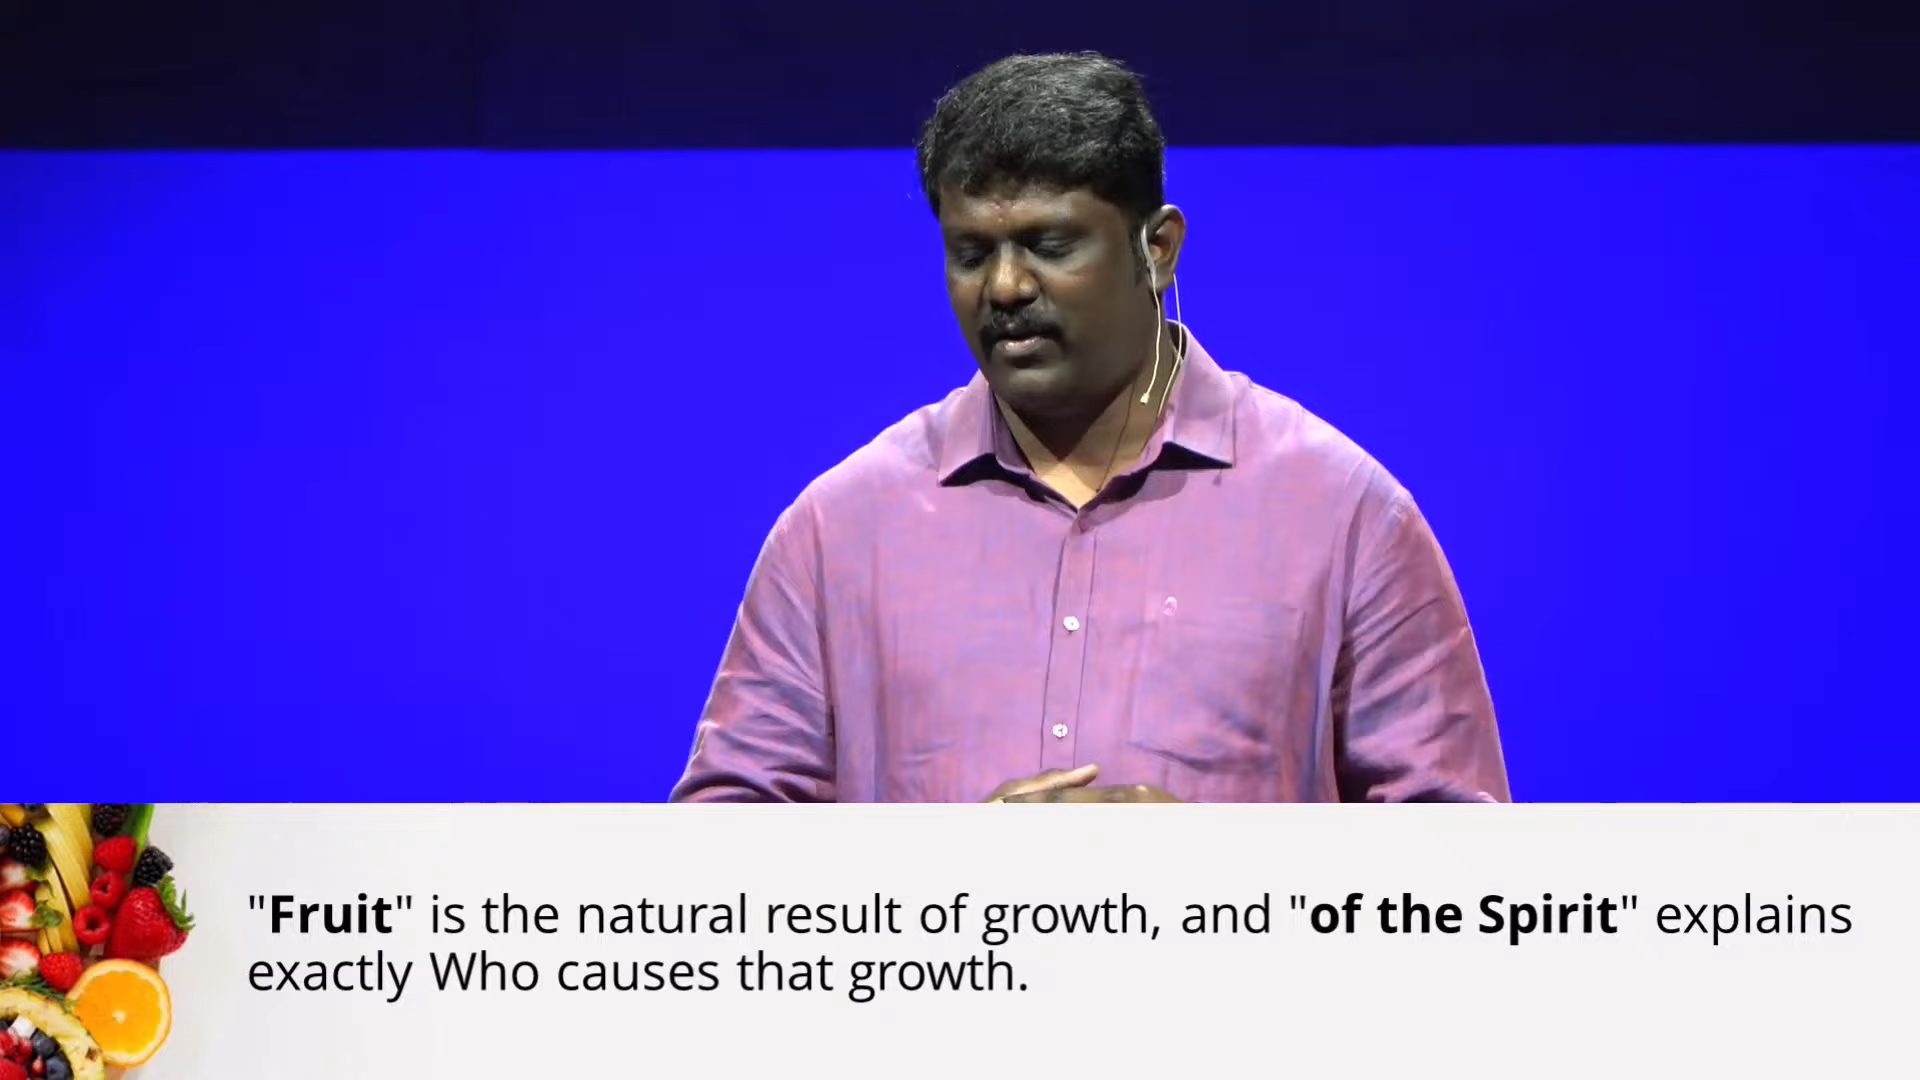 "Fruit" is the natural result of growth, and "of the Spirit" explains
exactly Who causes that growth.